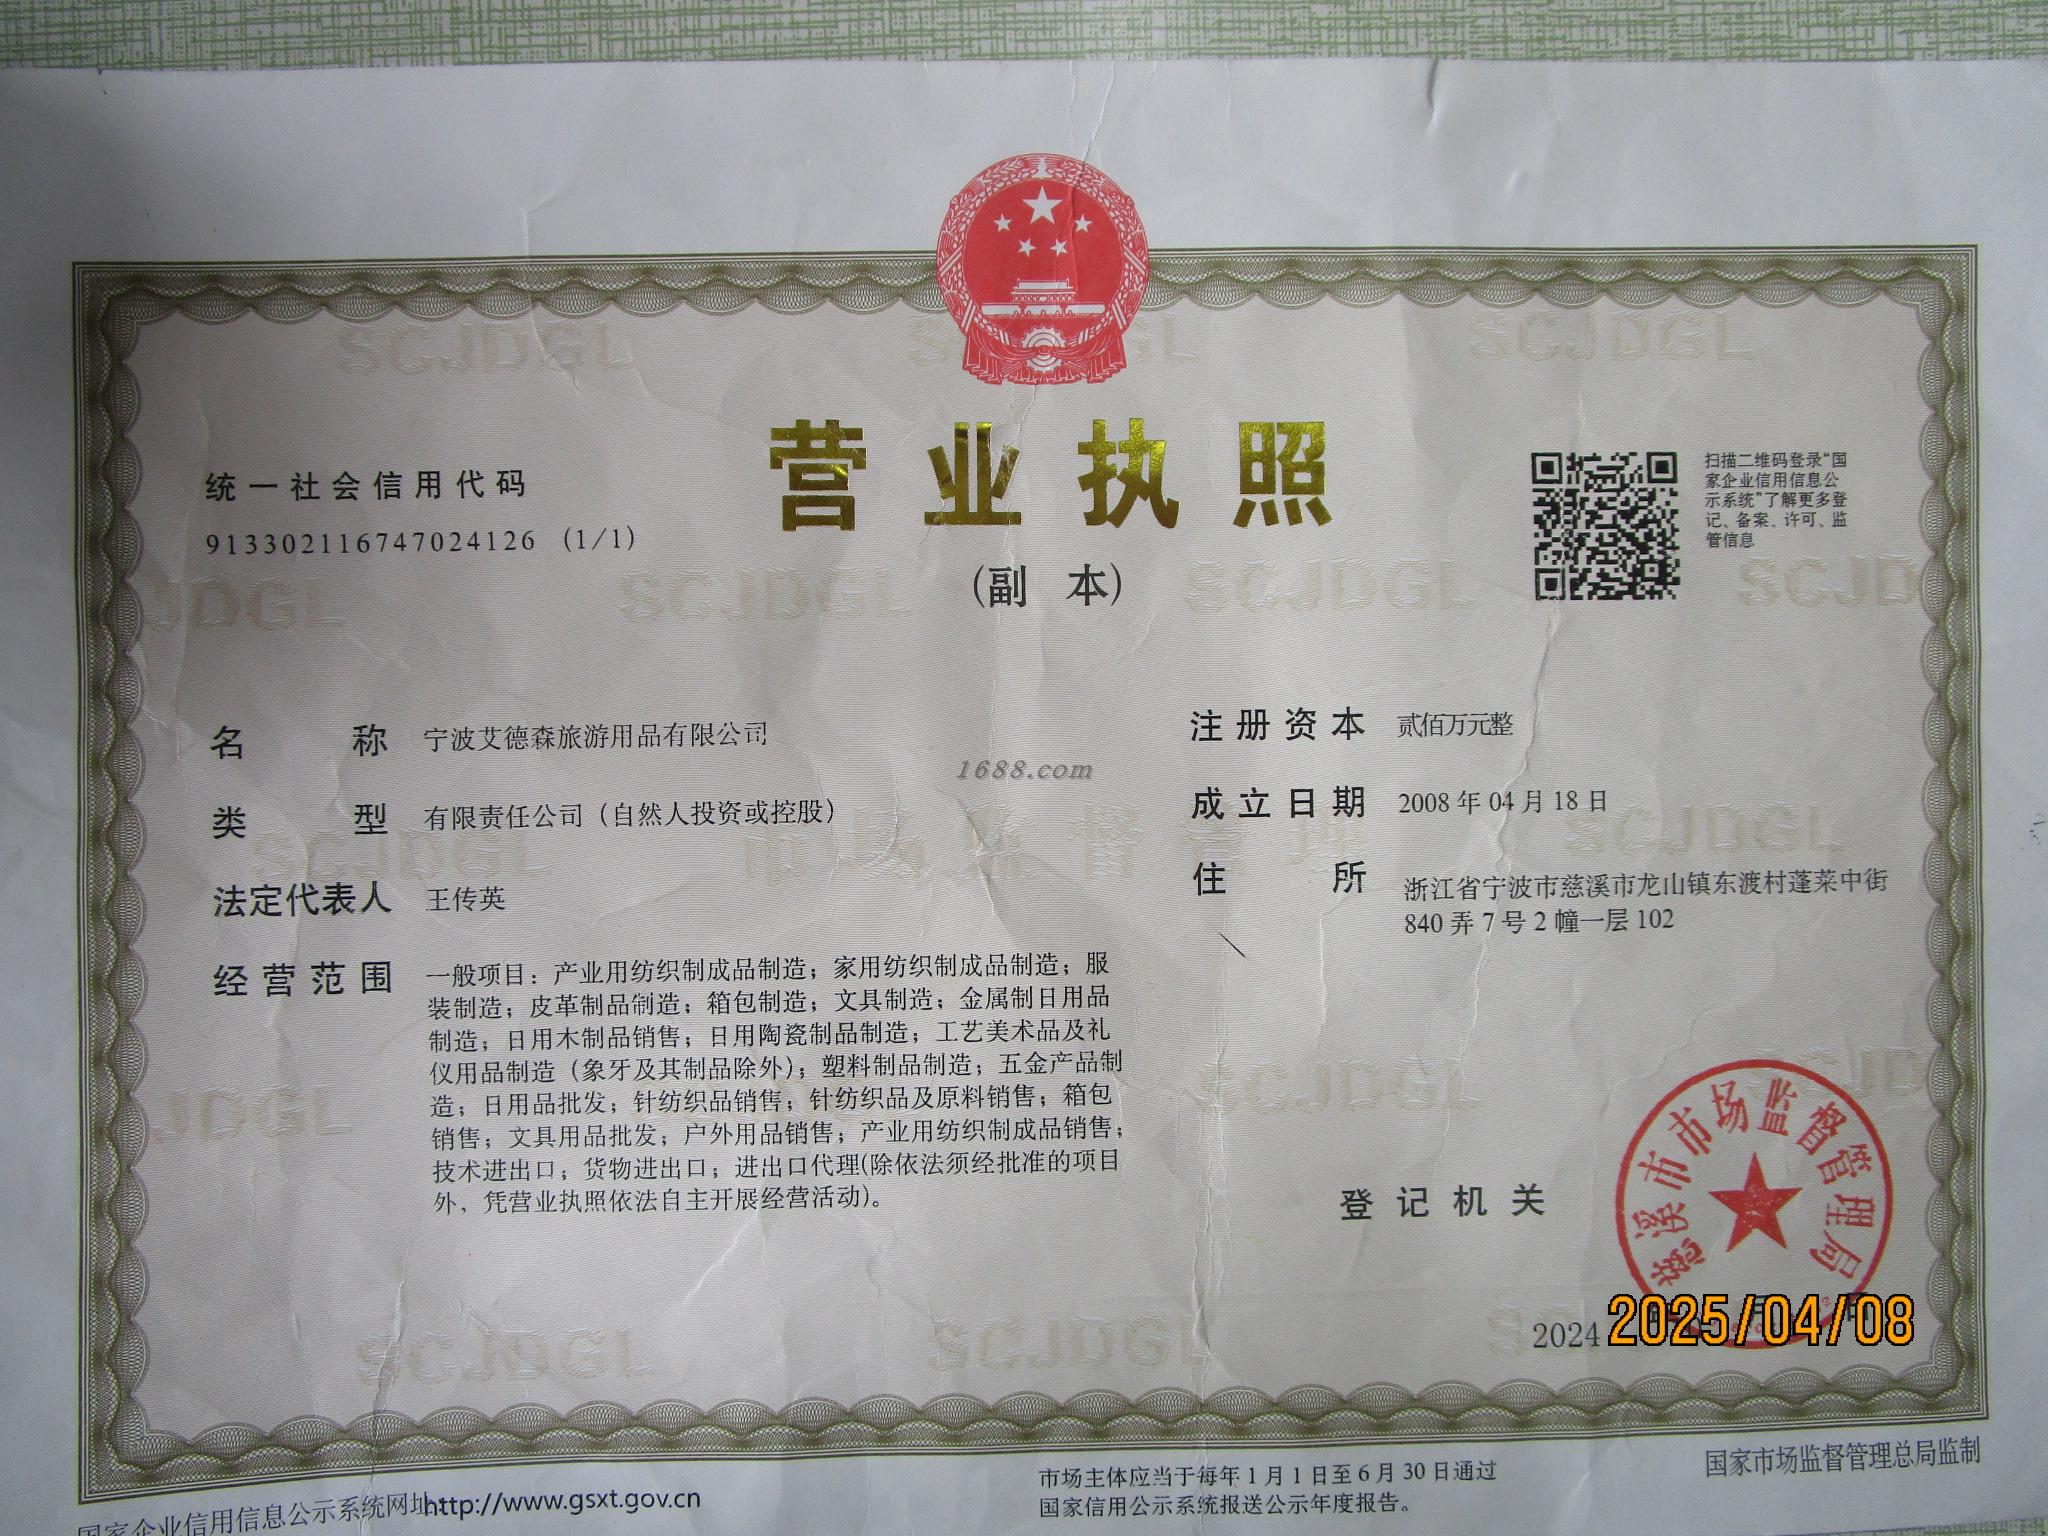 营业执照
(副 本)
统一社会信用代码
913302116747024126 (1/1)
扫描二维码登录“国
家企业信用信息公
示系统”了解更多登
记、备案、许可、监
管信息
名称 宁波艾德森旅游用品有限公司
类型 有限责任公司（自然人投资或控股）
法定代表人 王传英
经营范围 一般项目：产业用纺织制成品制造；家用纺织制成品制造；服
装制造；皮革制品制造；箱包制造；文具制造；金属制日用品
制造；日用木制品销售；日用陶瓷制品制造；工艺美术品及礼
仪用品制造（象牙及其制品除外）；塑料制品制造；五金产品制
造；日用品批发；针纺织品销售；针纺织品及原料销售；箱包
销售；文具用品批发；户外用品销售；产业用纺织制成品销售；
技术进出口；货物进出口；进出口代理(除依法须经批准的项目
外，凭营业执照依法自主开展经营活动)。
注册资本 贰佰万元整
成立日期 2008年04月18日
住所 浙江省宁波市慈溪市龙山镇东渡村蓬莱中街
840弄7号2幢一层102
1688.com
登记机关
慈溪市市场监督管理局
2024
2025/04/08
SCJDGL
国家企业信用信息公示系统网址:http://www.gsxt.gov.cn
市场主体应当于每年1月1日至6月30日通过
国家信用公示系统报送公示年度报告。
国家市场监督管理总局监制